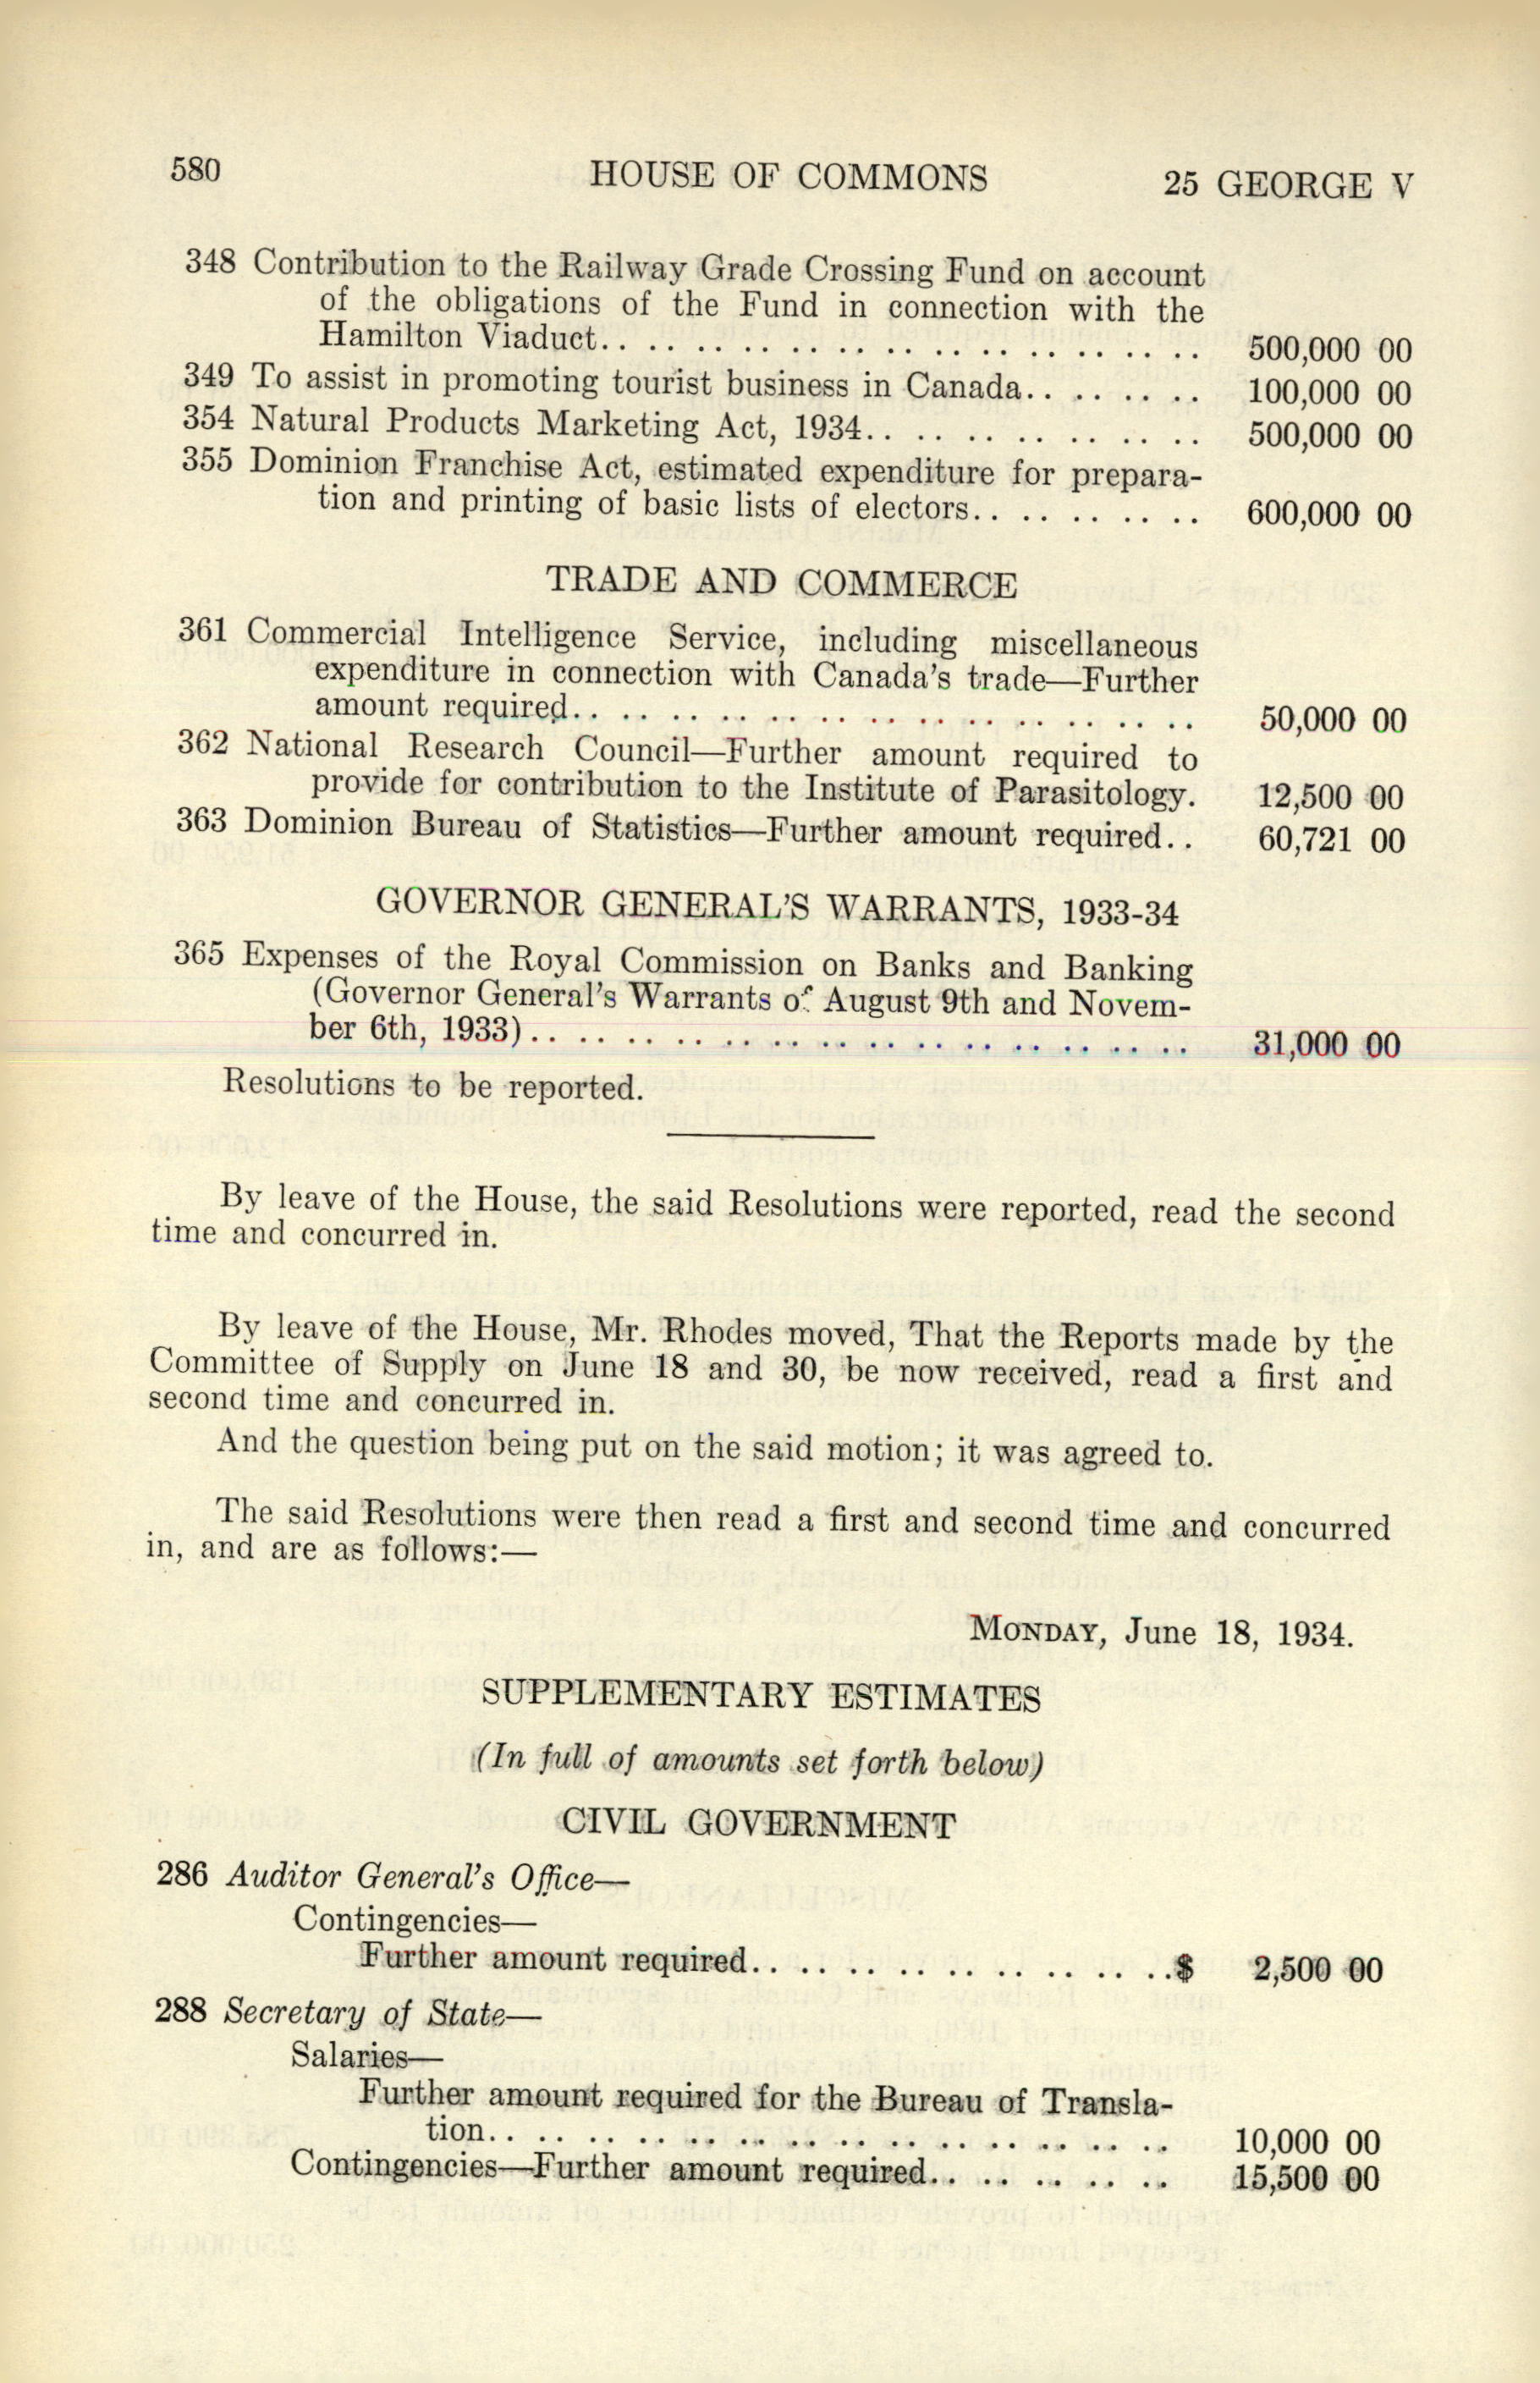 580 HOUSE OF COMMONS 25 GEORGE V
348 Contribution to the Railway Grade Crossing Fund on account
of the obligations of the Fund in connection with the
Hamilton Viaduct.. .. .. .. .. .. .. .. .. .. .. .. .. 500,000 00
349 To assist in promoting tourist business in Canada.. .. .. .. 100,000 00
354 Natural Products Marketing Act, 1934.. .. .. .. .. .. .. 500,000 00
355 Dominion Franchise Act, estimated expenditure for prepara-
tion and printing of basic lists of electors.. .. .. .. .. 600,000 00
TRADE AND COMMERCE
361 Commercial Intelligence Service, including miscellaneous
expenditure in connection with Canada's trade—Further
amount required.. .. .. .. .. .. .. .. .. .. .. .. .. 50,000 00
362 National Research Council—Further amount required to
provide for contribution to the Institute of Parasitology. 12,500 00
363 Dominion Bureau of Statistics—Further amount required.. 60,721 00
GOVERNOR GENERAL'S WARRANTS, 1933-34
365 Expenses of the Royal Commission on Banks and Banking
(Governor General's Warrants of August 9th and Novem-
ber 6th, 1933).. .. .. .. .. .. .. .. .. .. .. .. .. .. 31,000 00
Resolutions to be reported.
By leave of the House, the said Resolutions were reported, read the second
time and concurred in.
By leave of the House, Mr. Rhodes moved, That the Reports made by the
Committee of Supply on June 18 and 30, be now received, read a first and
second time and concurred in.
And the question being put on the said motion; it was agreed to.
The said Resolutions were then read a first and second time and concurred
in, and are as follows:—
MONDAY, June 18, 1934.
SUPPLEMENTARY ESTIMATES
(In full of amounts set forth below)
CIVIL GOVERNMENT
286 Auditor General's Office—
Contingencies—
Further amount required.. .. .. .. .. .. .. .. ..$ 2,500 00
288 Secretary of State—
Salaries—
Further amount required for the Bureau of Transla-
tion.. .. .. .. .. .. .. .. .. .. .. .. .. .. 10,000 00
Contingencies—Further amount required.. .. .. .. .. 15,500 00